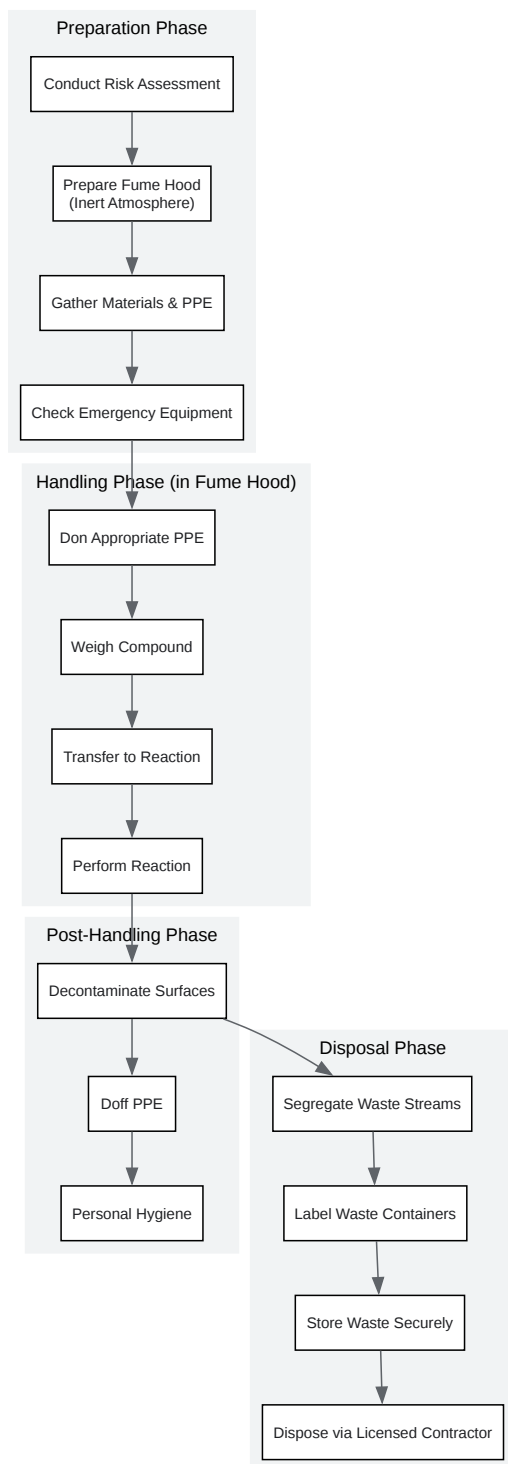 Preparation Phase
Conduct Risk Assessment
Prepare Fume Hood
(Inert Atmosphere)
Gather Materials & PPE
Check Emergency Equipment
Handling Phase (in Fume Hood)
Don Appropriate PPE
Weigh Compound
Transfer to Reaction
Perform Reaction
Post-Handling Phase
Decontaminate Surfaces
Doff PPE
Personal Hygiene
Disposal Phase
Segregate Waste Streams
Label Waste Containers
Store Waste Securely
Dispose via Licensed Contractor